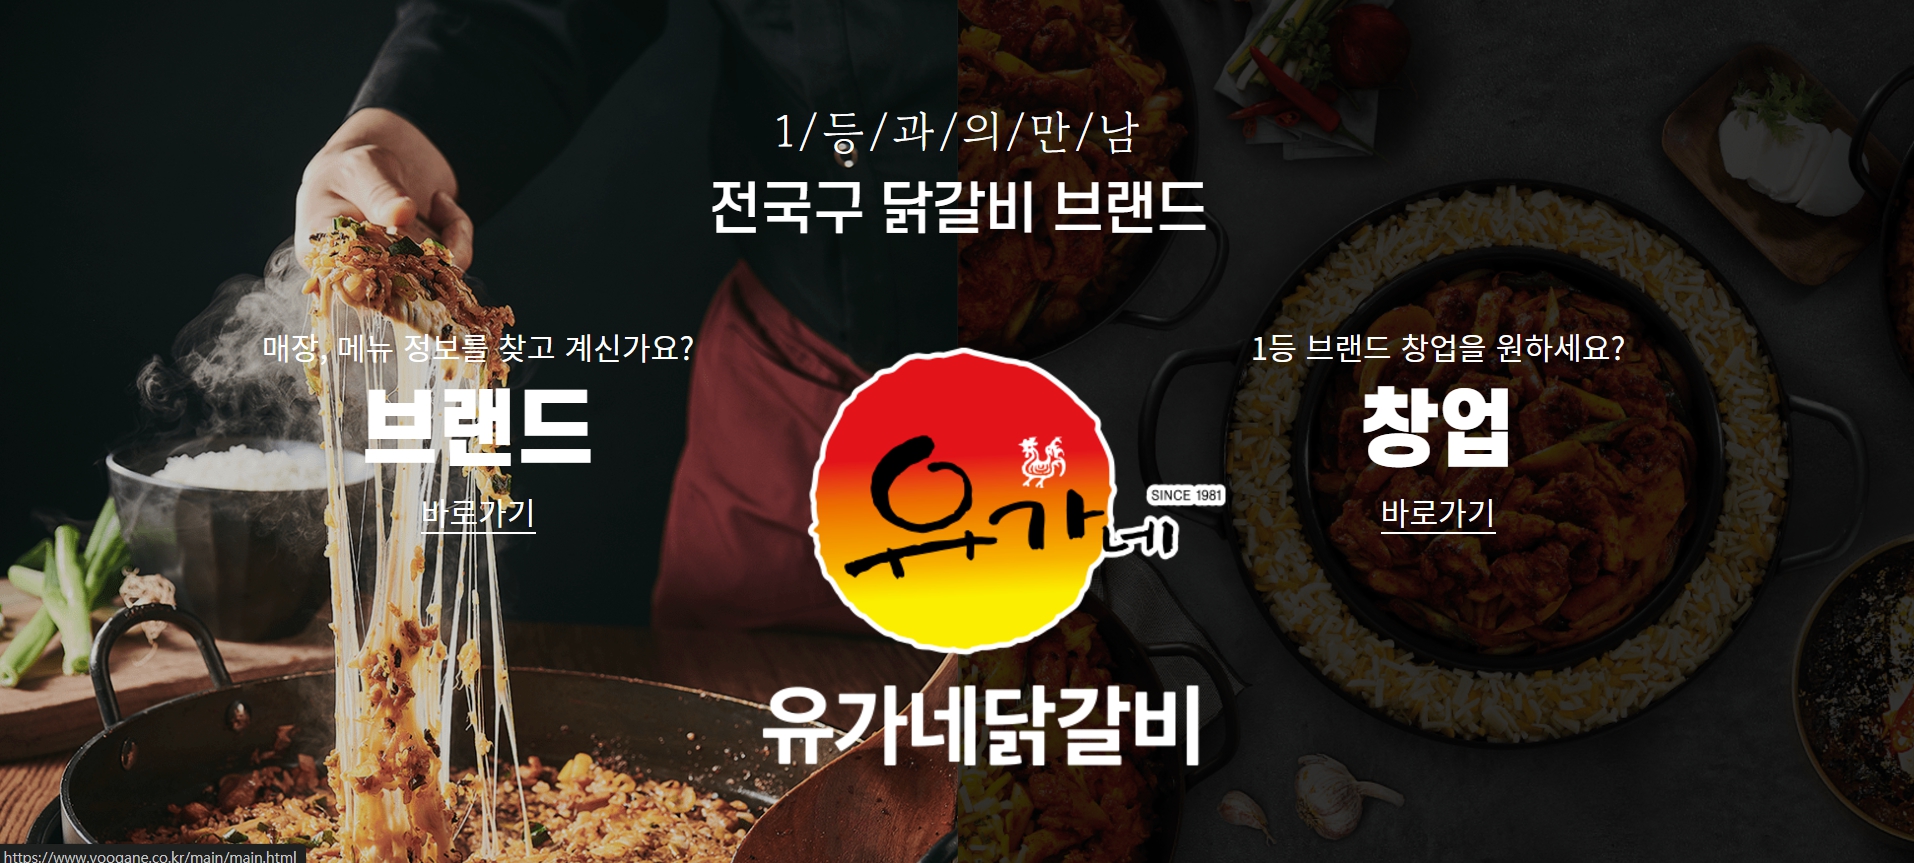 1/등/과/의/만/남
전국구 닭갈비 브랜드
매장, 메뉴 정보를 찾고 계신가요?
브랜드
바로가기
1등 브랜드 창업을 원하세요?
창업
바로가기
유가네
SINCE 1981
유가네닭갈비
https://www.yoogane.co.kr/main/main.html